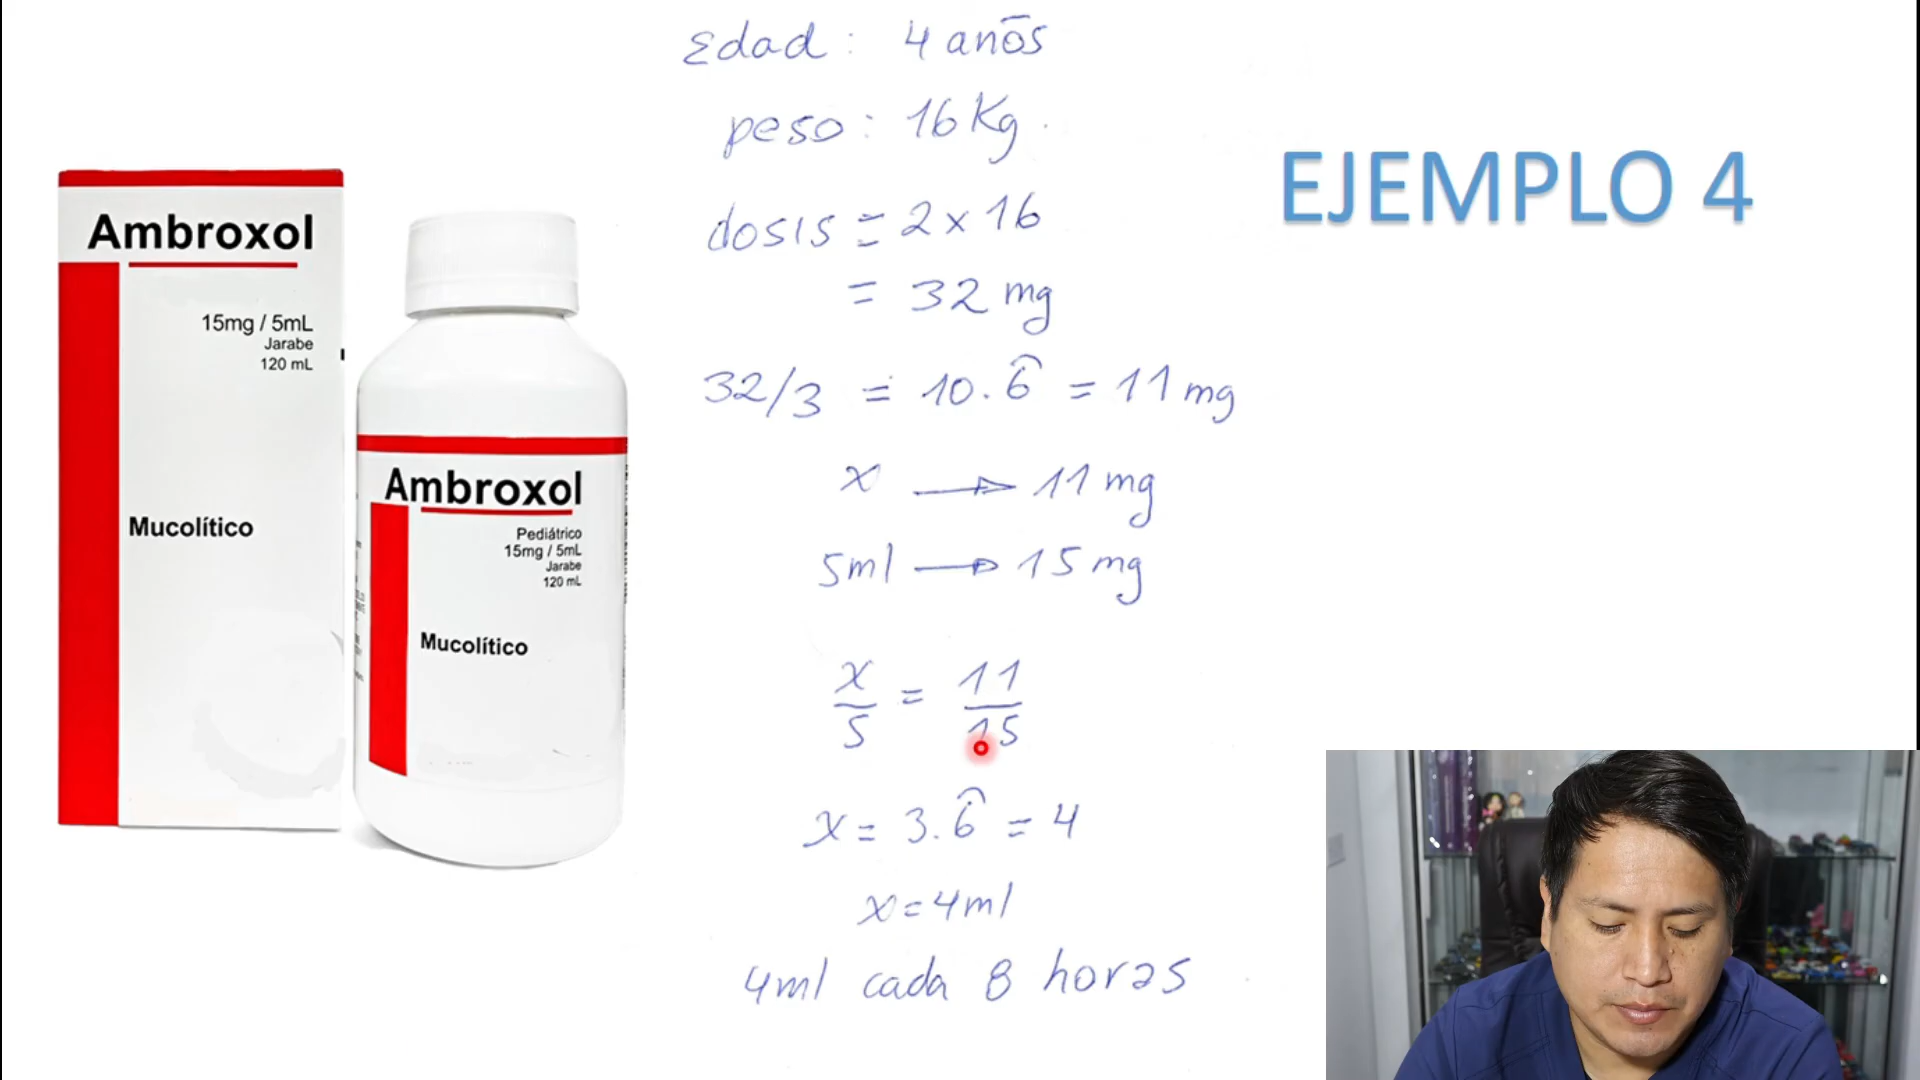 Edad : 4 años
peso : 16 Kg.
dosis = 2 x 16
= 32 mg
32/3 = 10.6 = 11 mg
x → 11 mg
5ml → 15 mg
x/5 = 11/15
x = 3.6 = 4
x = 4ml
4ml cada 8 horas
EJEMPLO 4
Ambroxol
15mg / 5mL
Jarabe
120 mL
Mucolítico
Ambroxol
Pediátrico
15mg / 5mL
Jarabe
120 mL
Mucolítico